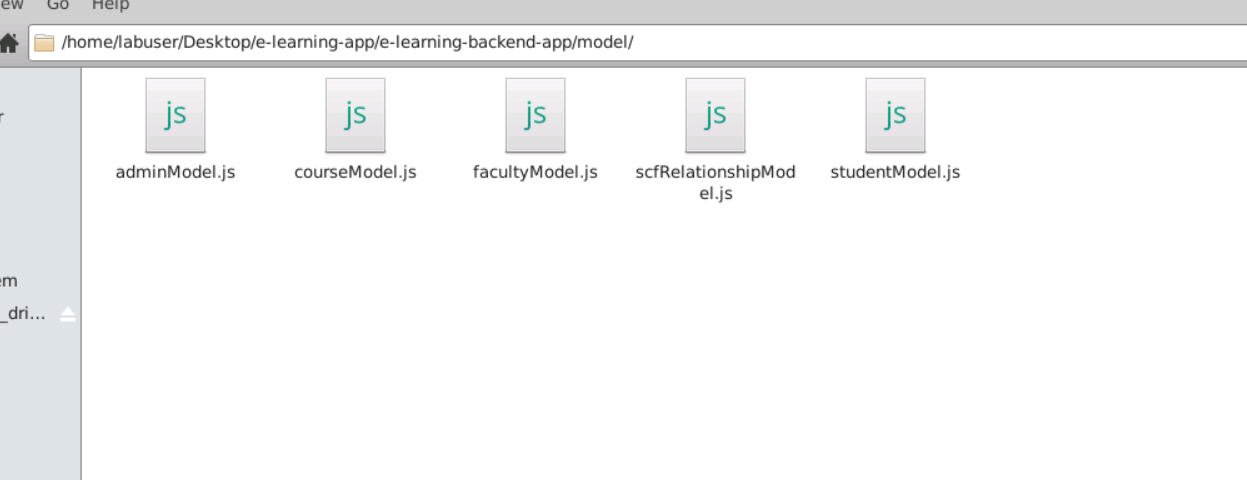 Go Help
/home/labuser/Desktop/e-learning-app/e-learning-backend-app/model/
js js js js js
adminModel.js courseModel.js facultyModel.js scfRelationshipMod studentModel.js
el.js
em
_dri...